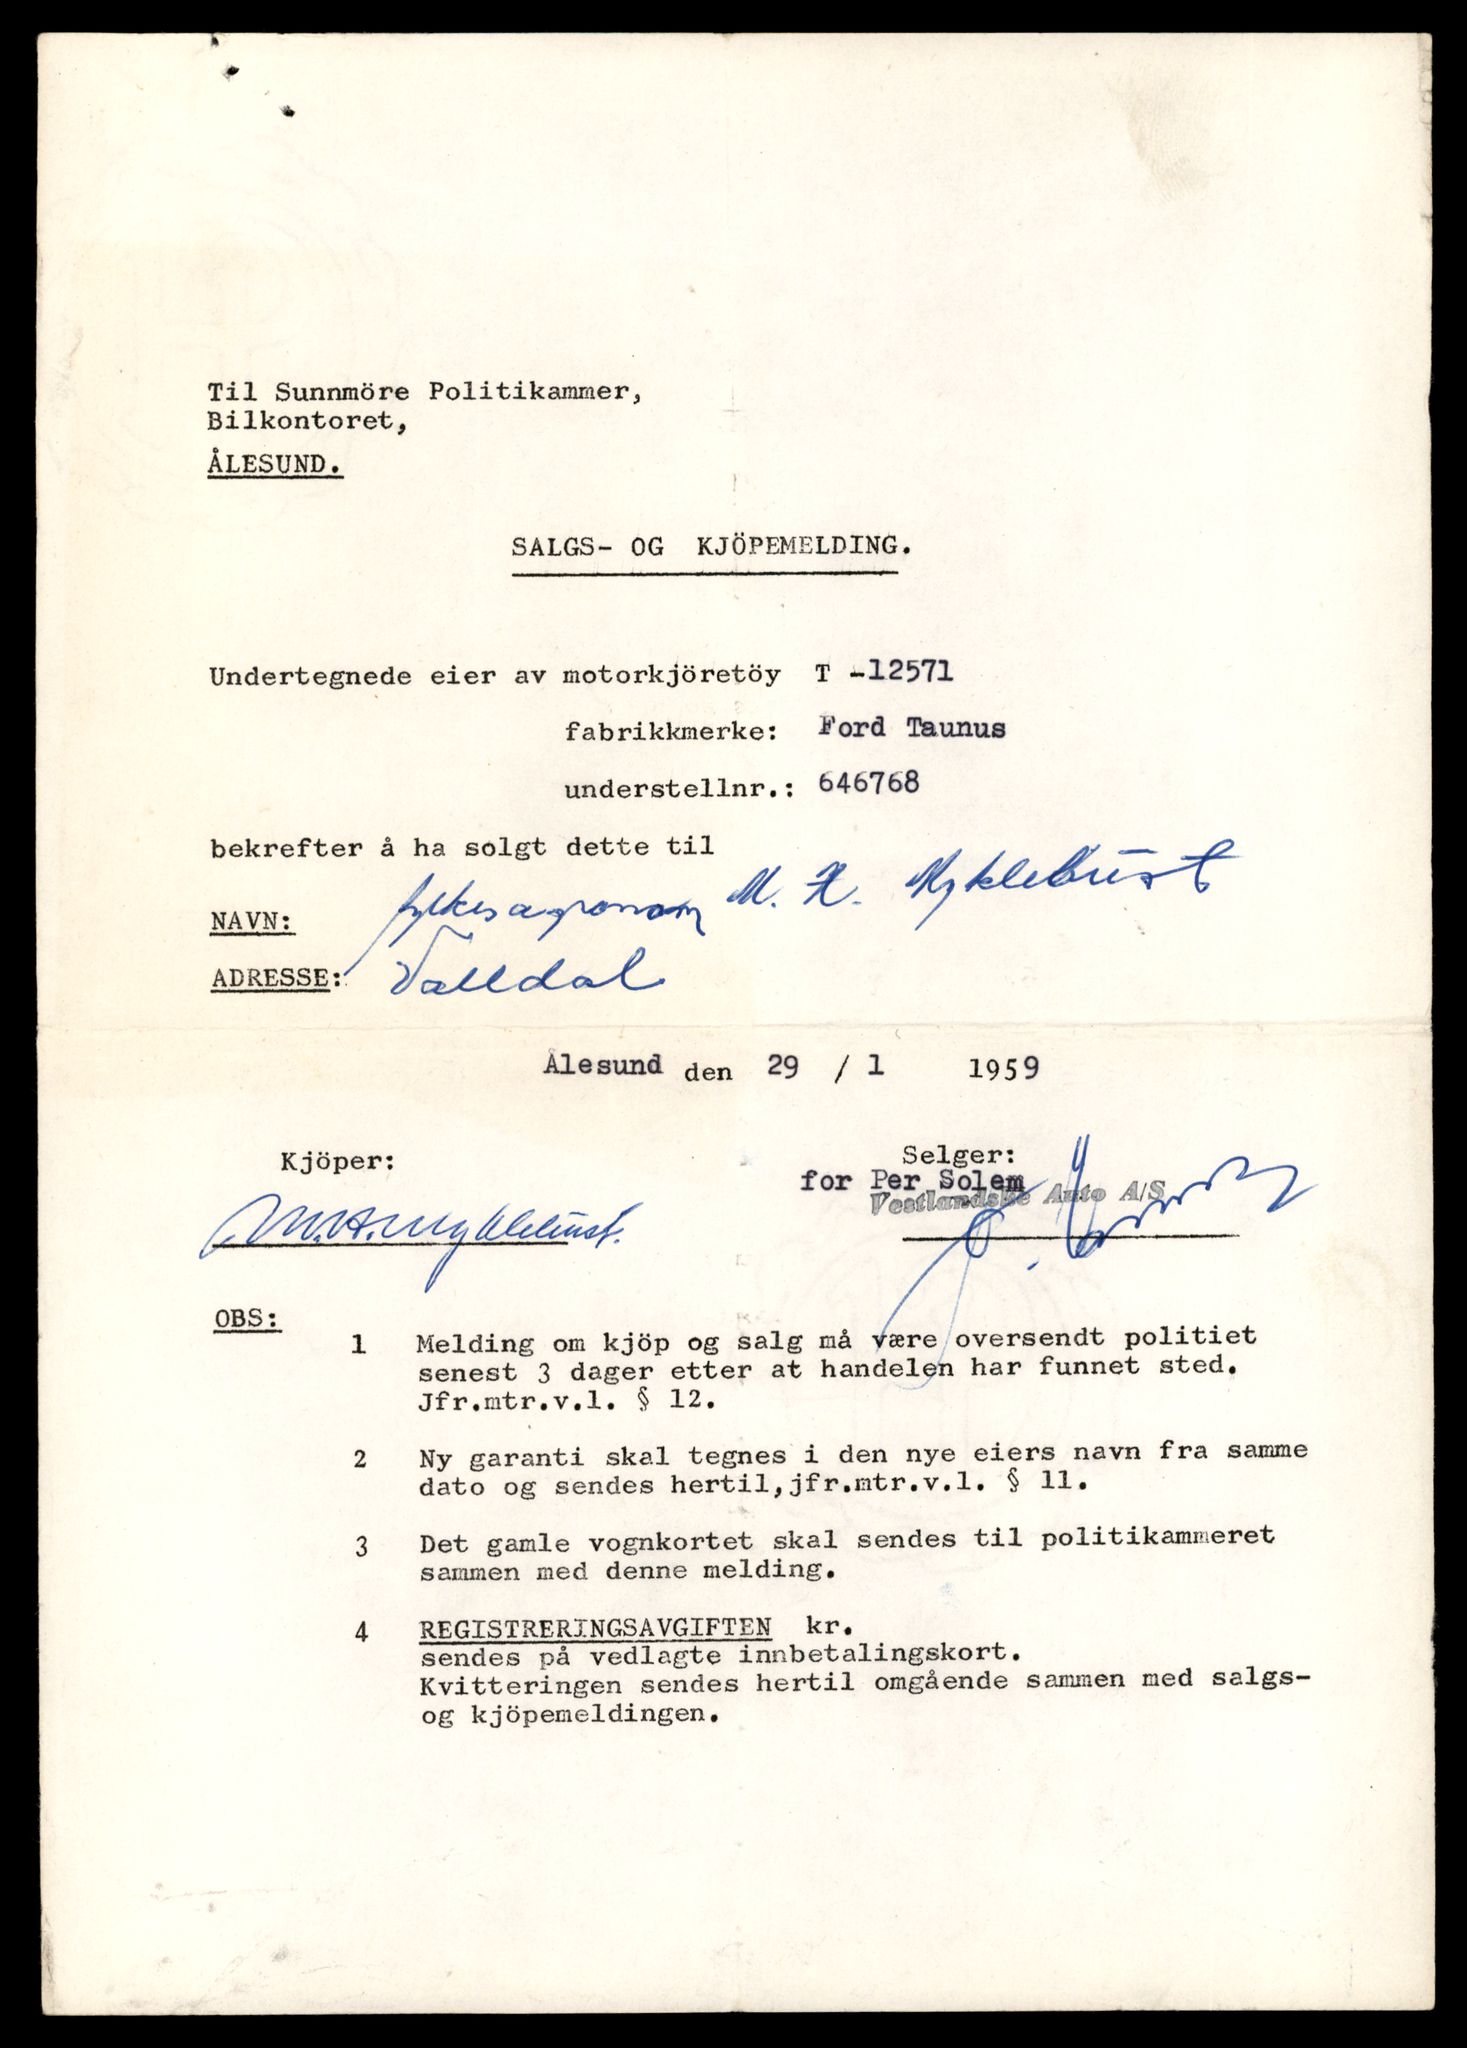 Til Sunnmöre Politikammer,
Bilkontoret,
ÅLESUND.
SALGS- OG KJÖPEMELDING.
Undertegnede eier av motorkjöretöy T -12571
fabrikkmerke: Ford Taunus
understellnr.: 646768
bekrefter å ha solgt dette til
NAVN: fylkesagronom M. H. Myklebust
ADRESSE: Valldal
Ålesund den 29 / 1 1959
Kjöper:
Selger:
for Per Solem
Vestlandske Auto A/S
M.H. Myklebust.
OBS:
1 Melding om kjöp og salg må være oversendt politiet
senest 3 dager etter at handelen har funnet sted.
Jfr.mtr.v.l. § 12.
2 Ny garanti skal tegnes i den nye eiers navn fra samme
dato og sendes hertil,jfr.mtr.v.l. § 11.
3 Det gamle vognkortet skal sendes til politikammeret
sammen med denne melding.
4 REGISTRERINGSAVGIFTEN kr.
sendes på vedlagte innbetalingskort.
Kvitteringen sendes hertil omgående sammen med salgs-
og kjöpemeldingen.